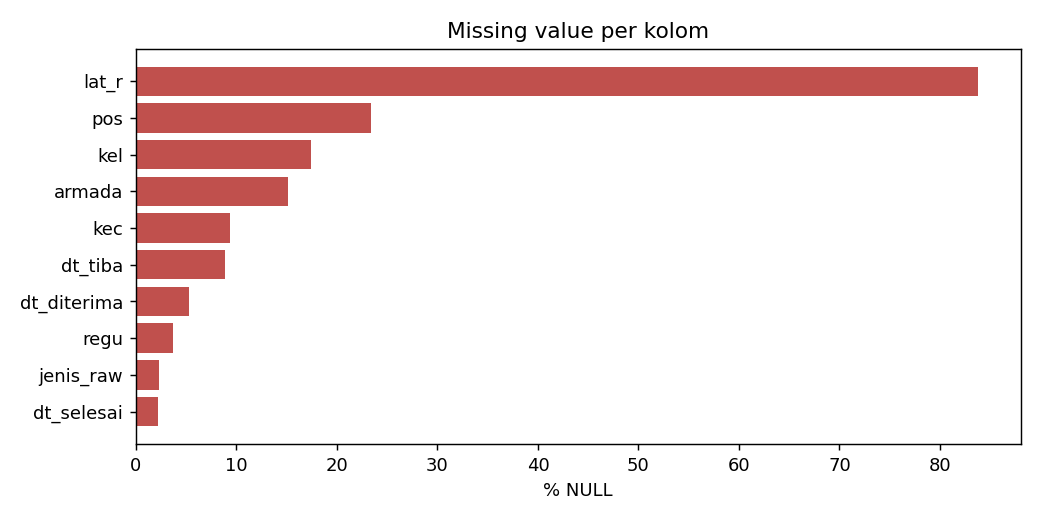 Missing value per kolom
lat_r
pos
kel
armada
kec
dt_tiba
dt_diterima
regu
jenis_raw
dt_selesai
0 10 20 30 40 50 60 70 80
% NULL